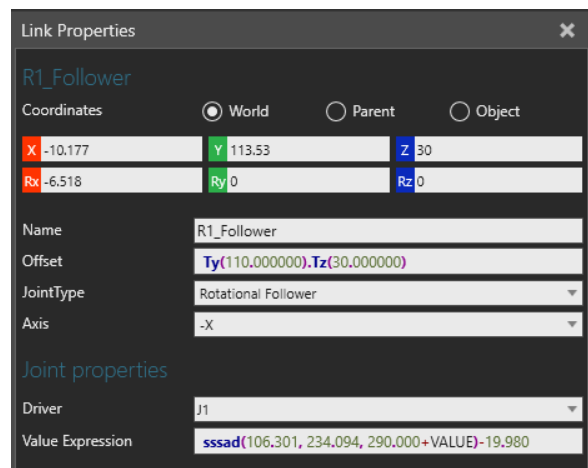 Link Properties
R1_Follower
Coordinates World Parent Object
X -10.177 Y 113.53 Z 30
Rx -6.518 Ry 0 Rz 0
Name R1_Follower
Offset Ty(110.000000).Tz(30.000000)
JointType Rotational Follower
Axis -X
Joint properties
Driver J1
Value Expression sssad(106.301, 234.094, 290.000+VALUE)-19.980